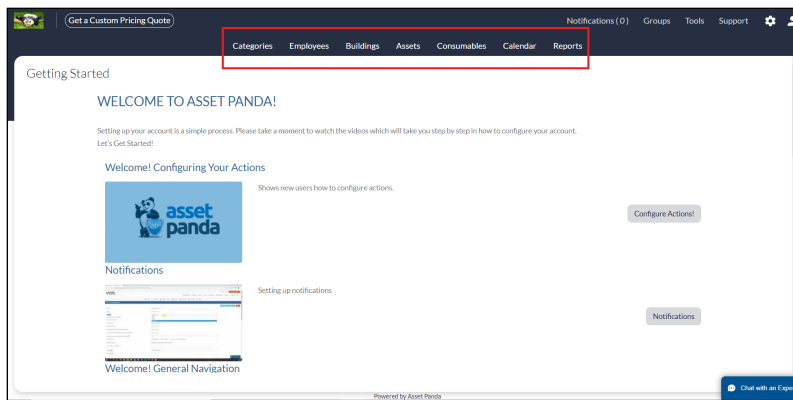 Get a Custom Pricing Quote
Notifications ( 0 ) Groups Tools Support
Categories Employees Buildings Assets Consumables Calendar Reports
Getting Started
WELCOME TO ASSET PANDA!
Setting up your account is a simple process. Please take a moment to watch the videos which will take you step by step in how to configure your account.
Let's Get Started!
Welcome! Configuring Your Actions
Shows new users how to configure actions.
asset
panda
Configure Actions!
Notifications
Setting up notifications
Notifications
Welcome! General Navigation
Powered by Asset Panda
Chat with an Expe